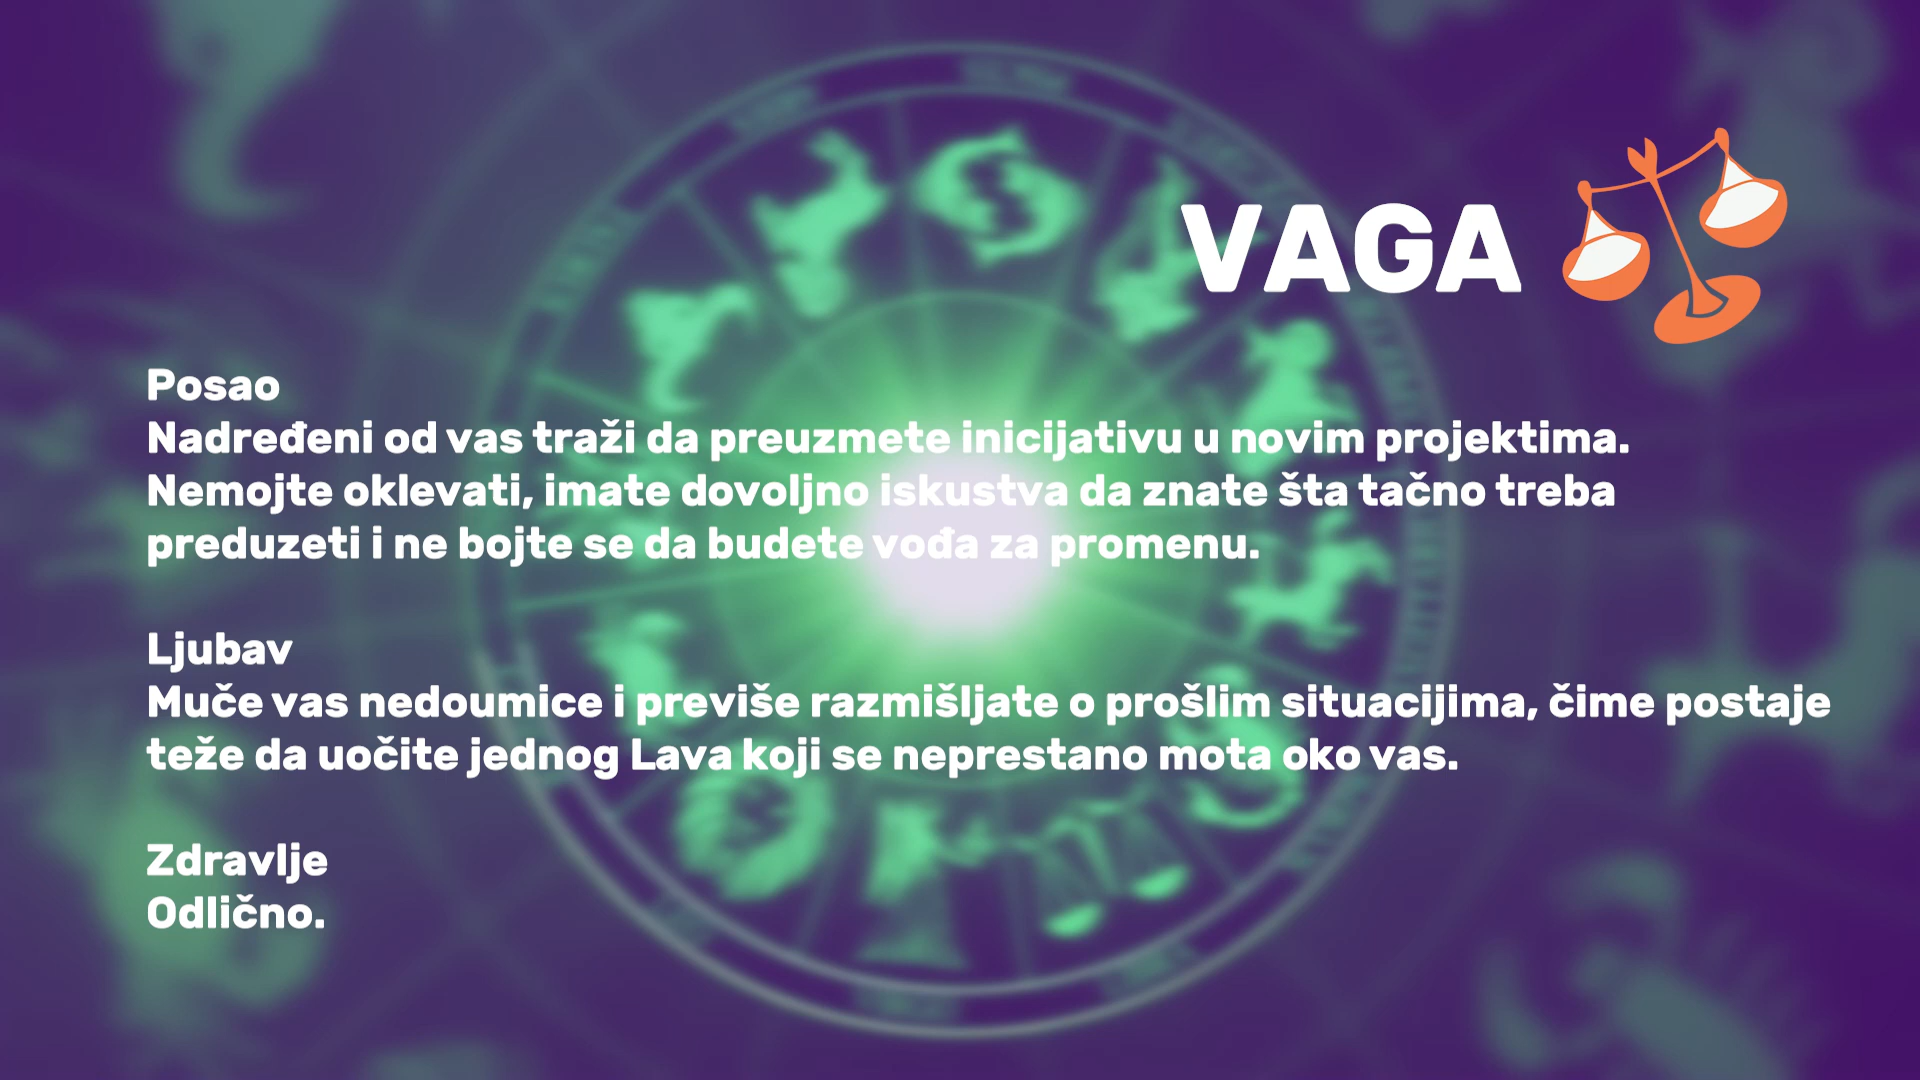 VAGA
Posao
Nadređeni od vas traži da preuzmete inicijativu u novim projektima.
Nemojte oklevati, imate dovoljno iskustva da znate šta tačno treba
preduzeti i ne bojte se da budete vođa za promenu.
Ljubav
Muče vas nedoumice i previše razmišljate o prošlim situacijima, čime postaje
teže da uočite jednog Lava koji se neprestano mota oko vas.
Zdravlje
Odlično.